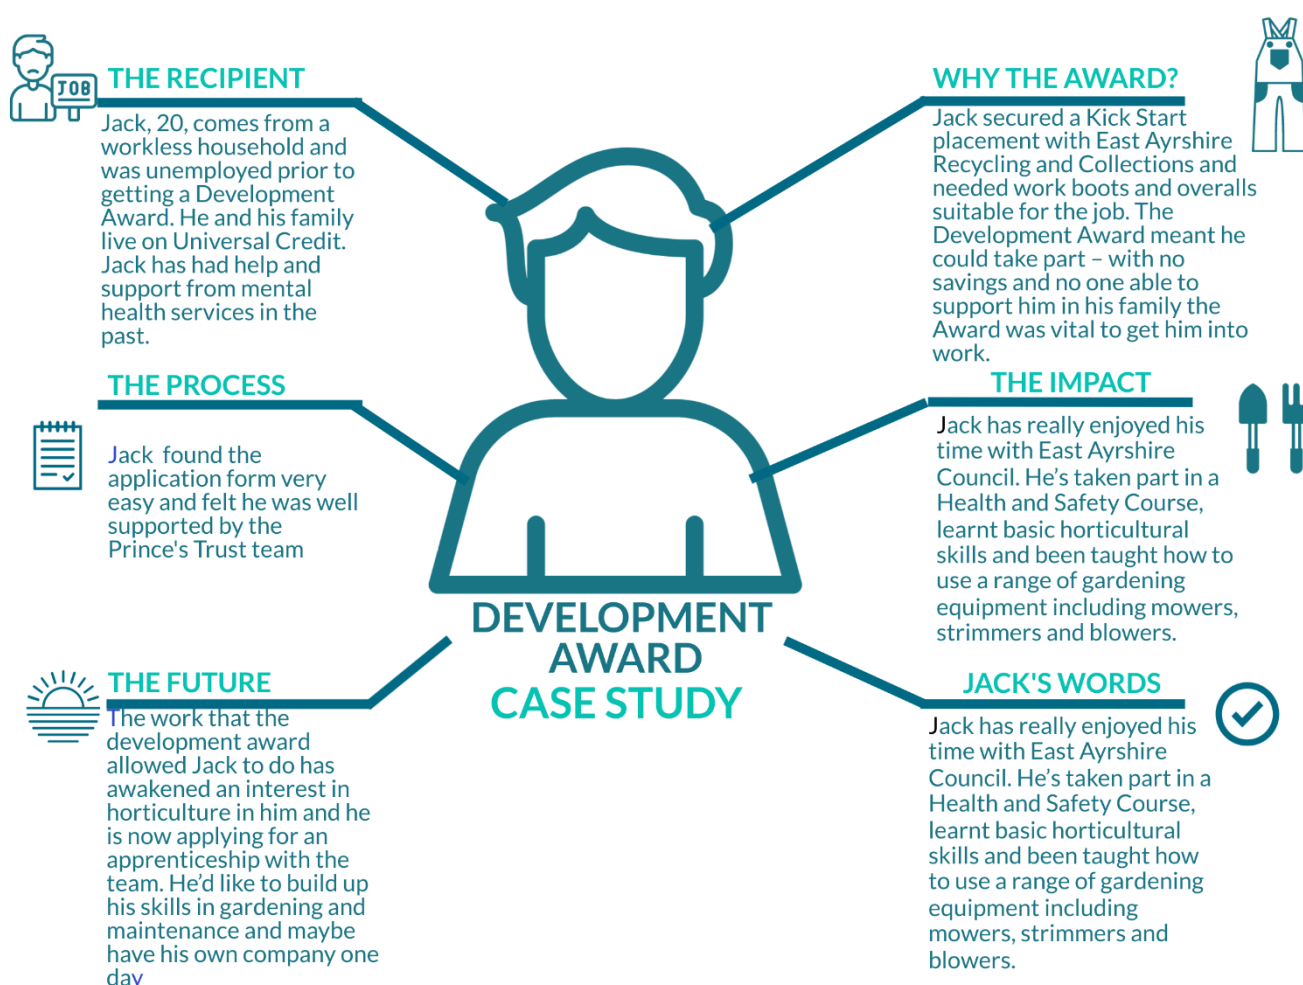 JOB
THE RECIPIENT
Jack, 20, comes from a
workless household and
was unemployed prior to
getting a Development
Award. He and his family
live on Universal Credit.
Jack has had help and
support from mental
health services in the
past.
THE PROCESS
Jack found the
application form very
easy and felt he was well
supported by the
Prince's Trust team
THE FUTURE
The work that the
development award
allowed Jack to do has
awakened an interest in
horticulture in him and he
is now applying for an
apprenticeship with the
team. He’d like to build up
his skills in gardening and
maintenance and maybe
have his own company one
day
DEVELOPMENT
AWARD
CASE STUDY
WHY THE AWARD?
Jack secured a Kick Start
placement with East Ayrshire
Recycling and Collections and
needed work boots and overalls
suitable for the job. The
Development Award meant he
could take part – with no
savings and no one able to
support him in his family the
Award was vital to get him into
work.
THE IMPACT
Jack has really enjoyed his
time with East Ayrshire
Council. He’s taken part in a
Health and Safety Course,
learnt basic horticultural
skills and been taught how to
use a range of gardening
equipment including mowers,
strimmers and blowers.
JACK'S WORDS
Jack has really enjoyed his
time with East Ayrshire
Council. He’s taken part in a
Health and Safety Course,
learnt basic horticultural
skills and been taught how
to use a range of gardening
equipment including
mowers, strimmers and
blowers.